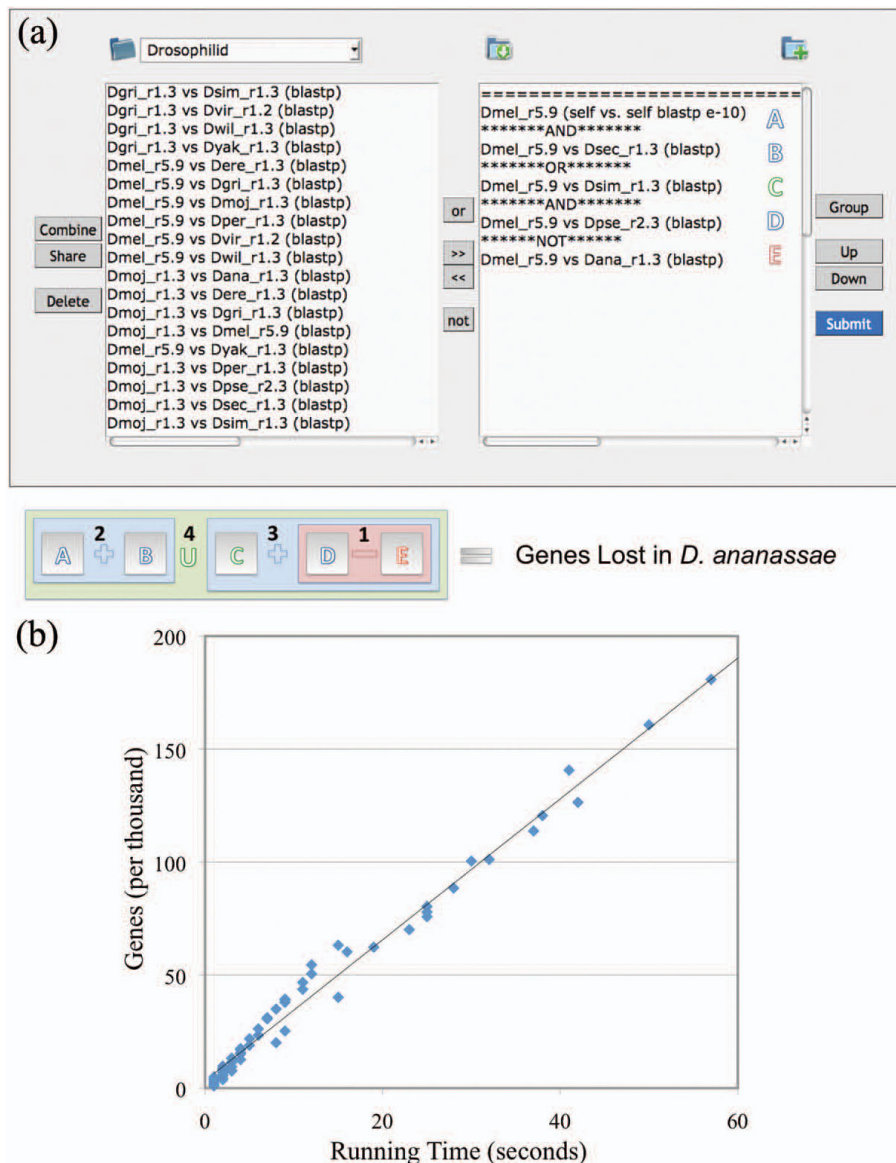 (a)
Drosophilid
Dgri_r1.3 vs Dsim_r1.3 (blastp)
Dgri_r1.3 vs Dvir_r1.2 (blastp)
Dgri_r1.3 vs Dwil_r1.3 (blastp)
Dgri_r1.3 vs Dyak_r1.3 (blastp)
Dmel_r5.9 vs Dere_r1.3 (blastp)
Dmel_r5.9 vs Dgri_r1.3 (blastp)
Dmel_r5.9 vs Dmoj_r1.3 (blastp)
Dmel_r5.9 vs Dper_r1.3 (blastp)
Dmel_r5.9 vs Dvir_r1.2 (blastp)
Dmel_r5.9 vs Dwil_r1.3 (blastp)
Dmoj_r1.3 vs Dana_r1.3 (blastp)
Dmoj_r1.3 vs Dere_r1.3 (blastp)
Dmoj_r1.3 vs Dgri_r1.3 (blastp)
Dmoj_r1.3 vs Dmel_r5.9 (blastp)
Dmel_r5.9 vs Dyak_r1.3 (blastp)
Dmoj_r1.3 vs Dper_r1.3 (blastp)
Dmoj_r1.3 vs Dpse_r2.3 (blastp)
Dmoj_r1.3 vs Dsec_r1.3 (blastp)
Dmoj_r1.3 vs Dsim_r1.3 (blastp)
Combine
Share
Delete
or
>>
<<
not
===========================
Dmel_r5.9 (self vs. self blastp e-10) A
*******AND*******
Dmel_r5.9 vs Dsec_r1.3 (blastp) B
*******OR*******
Dmel_r5.9 vs Dsim_r1.3 (blastp) C
*******AND*******
Dmel_r5.9 vs Dpse_r2.3 (blastp) D
******NOT******
Dmel_r5.9 vs Dana_r1.3 (blastp) E
Group
Up
Down
Submit
2 4 3 1
A + B U C + D − E = Genes Lost in D. ananassae
(b)
200
150
100
50
0
Genes (per thousand)
0 20 40 60
Running Time (seconds)